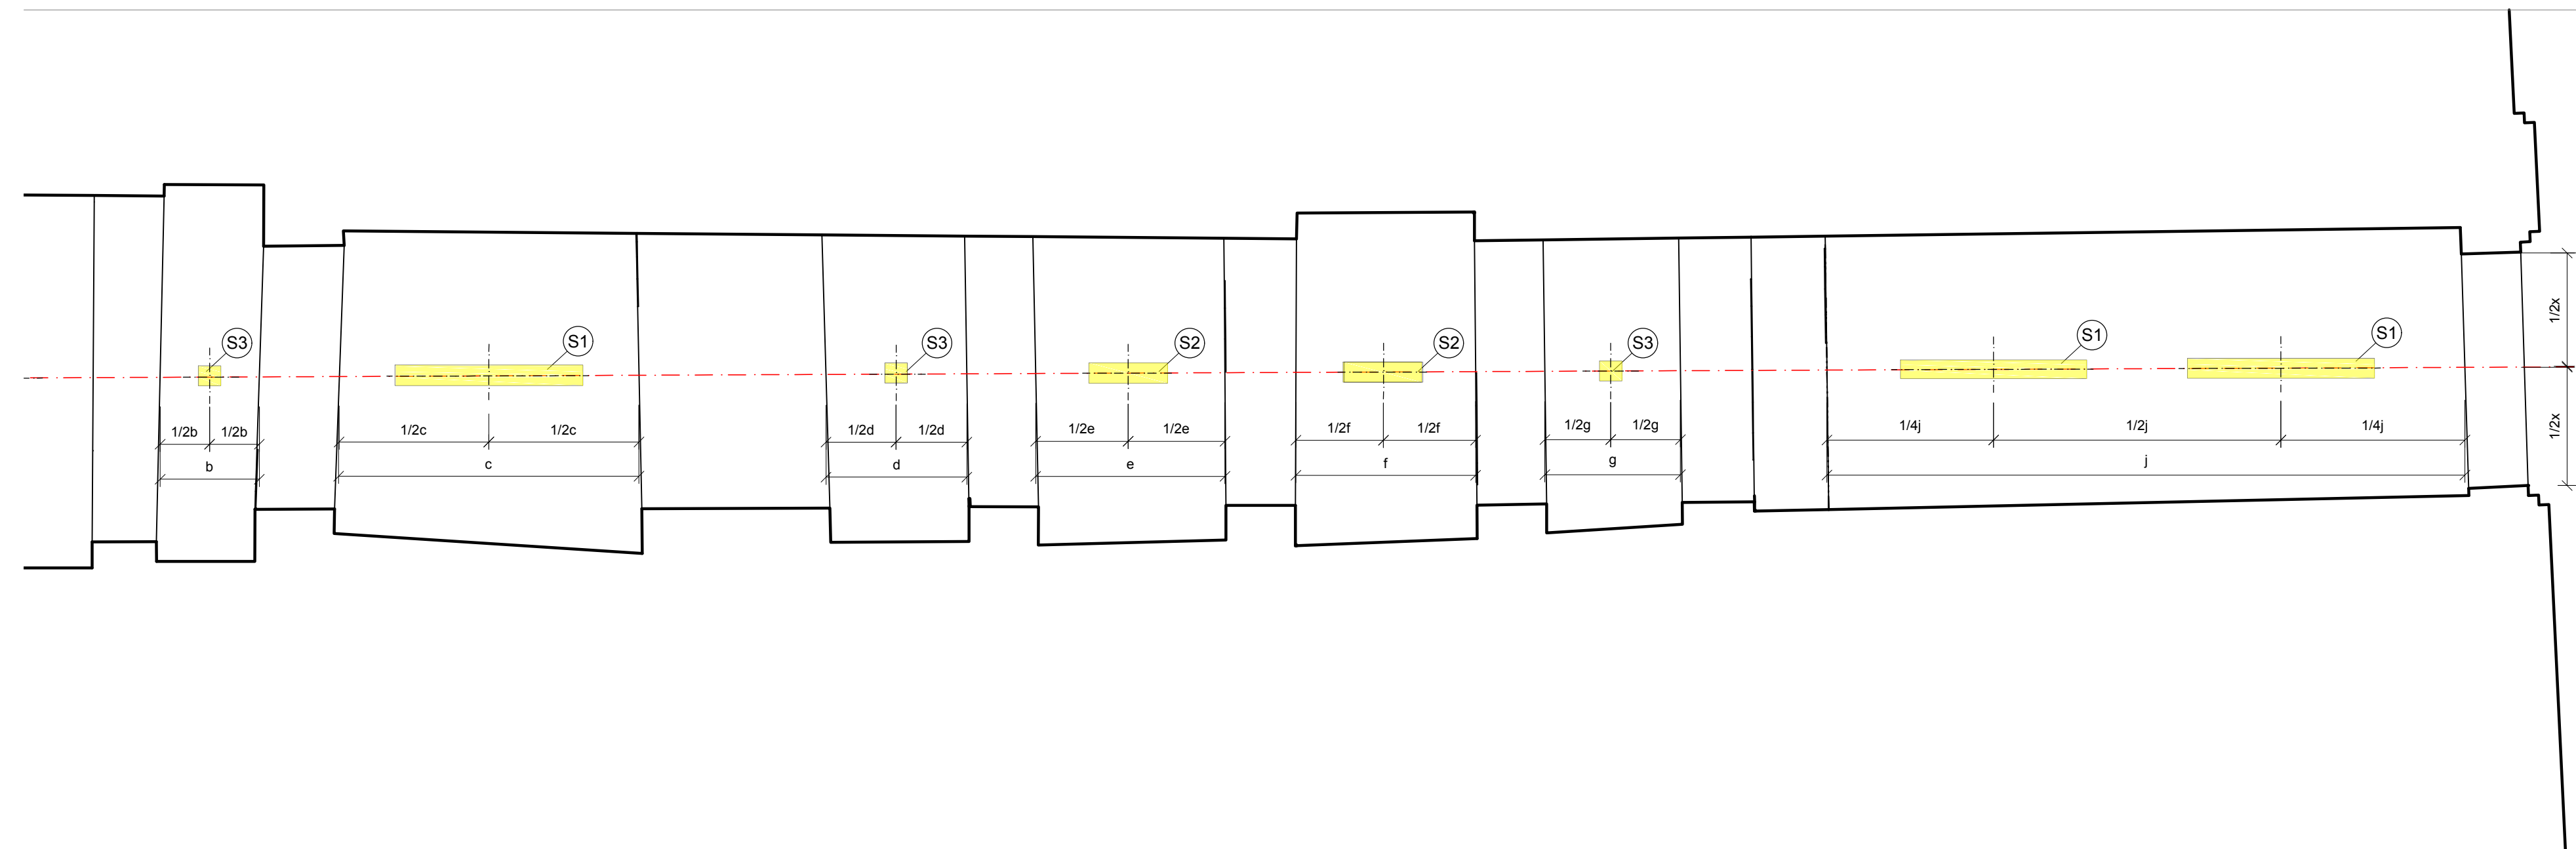 S3
S1
S3
S2
S2
S3
S1
S1
1/2x
1/2x
1/2b
1/2b
b
1/2c
1/2c
c
1/2d
1/2d
d
1/2e
1/2e
e
1/2f
1/2f
f
1/2g
1/2g
g
1/4j
1/2j
1/4j
j